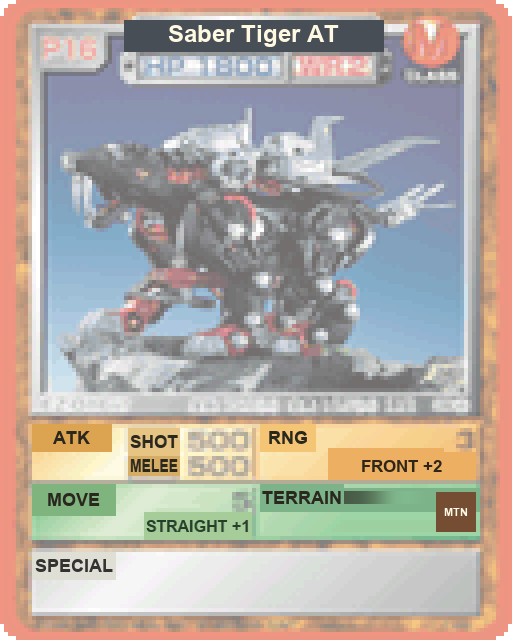 Saber Tiger AT
P16 HP 1800 M
CLASS
ATK SHOT 500 RNG 3
MELEE 500 FRONT +2
MOVE 5 TERRAIN
STRAIGHT +1 MTN
SPECIAL